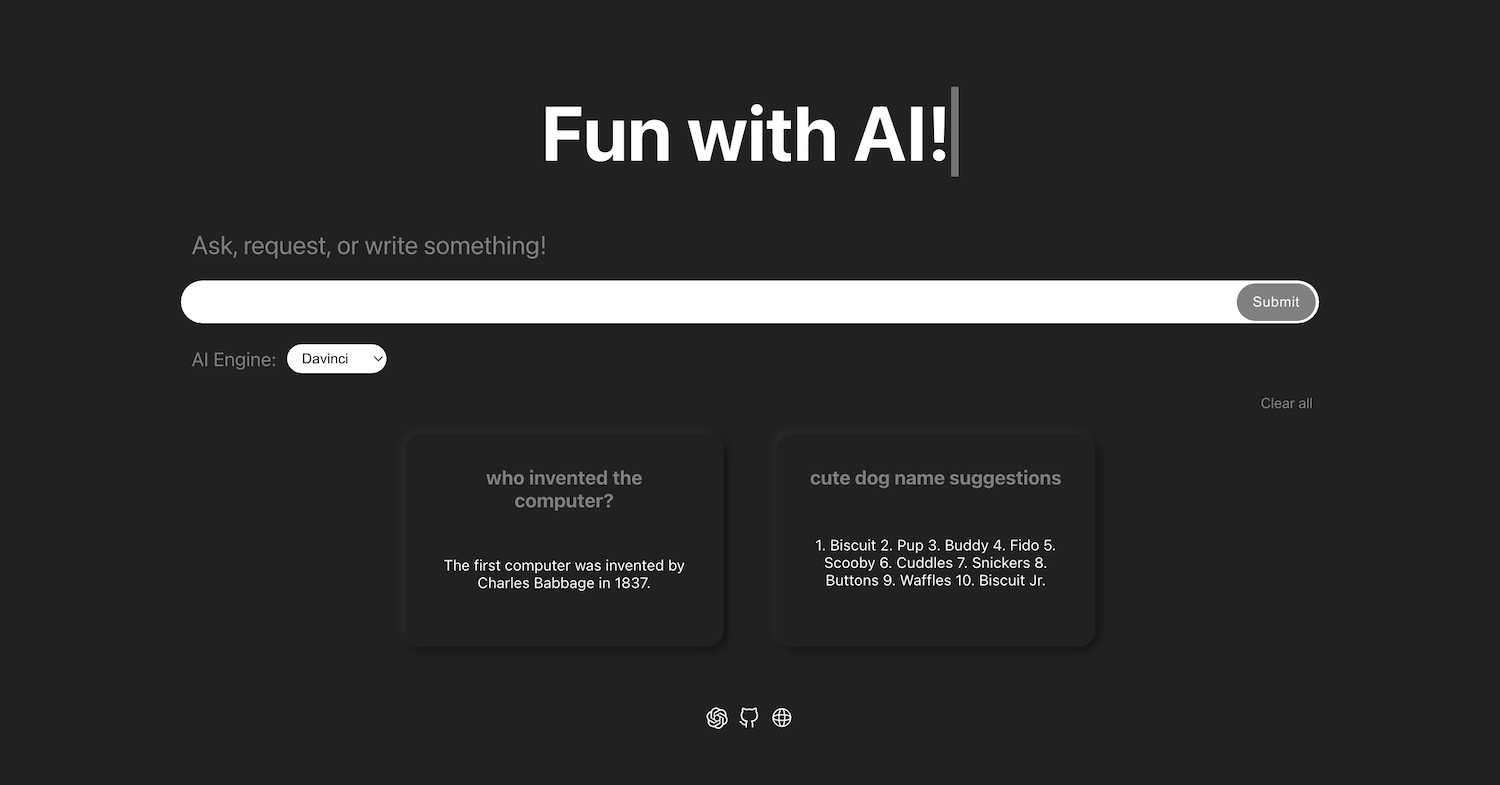 Fun with AI!
Ask, request, or write something!
Submit
AI Engine:
Davinci
Clear all
who invented the
computer?
The first computer was invented by
Charles Babbage in 1837.
cute dog name suggestions
1. Biscuit 2. Pup 3. Buddy 4. Fido 5.
Scooby 6. Cuddles 7. Snickers 8.
Buttons 9. Waffles 10. Biscuit Jr.